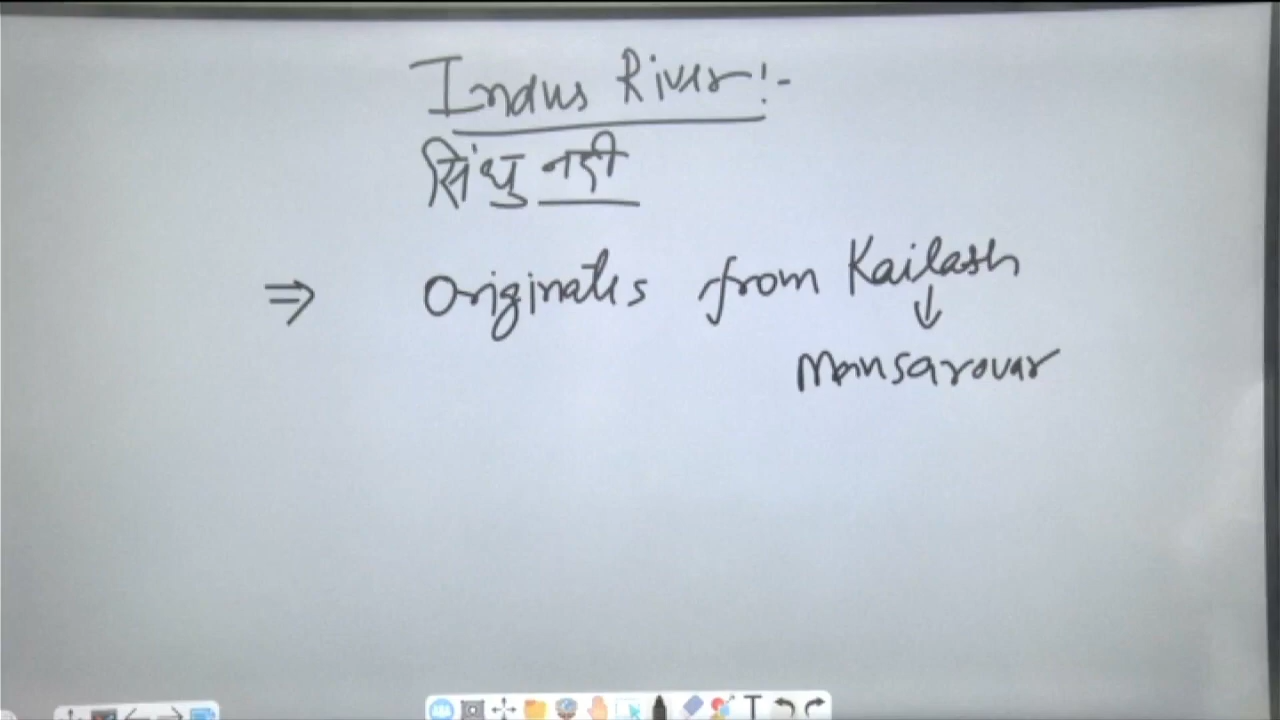 Indus River:-
सिंधु नदी
⇒ Originates from Kailash
↓
Mansarovar